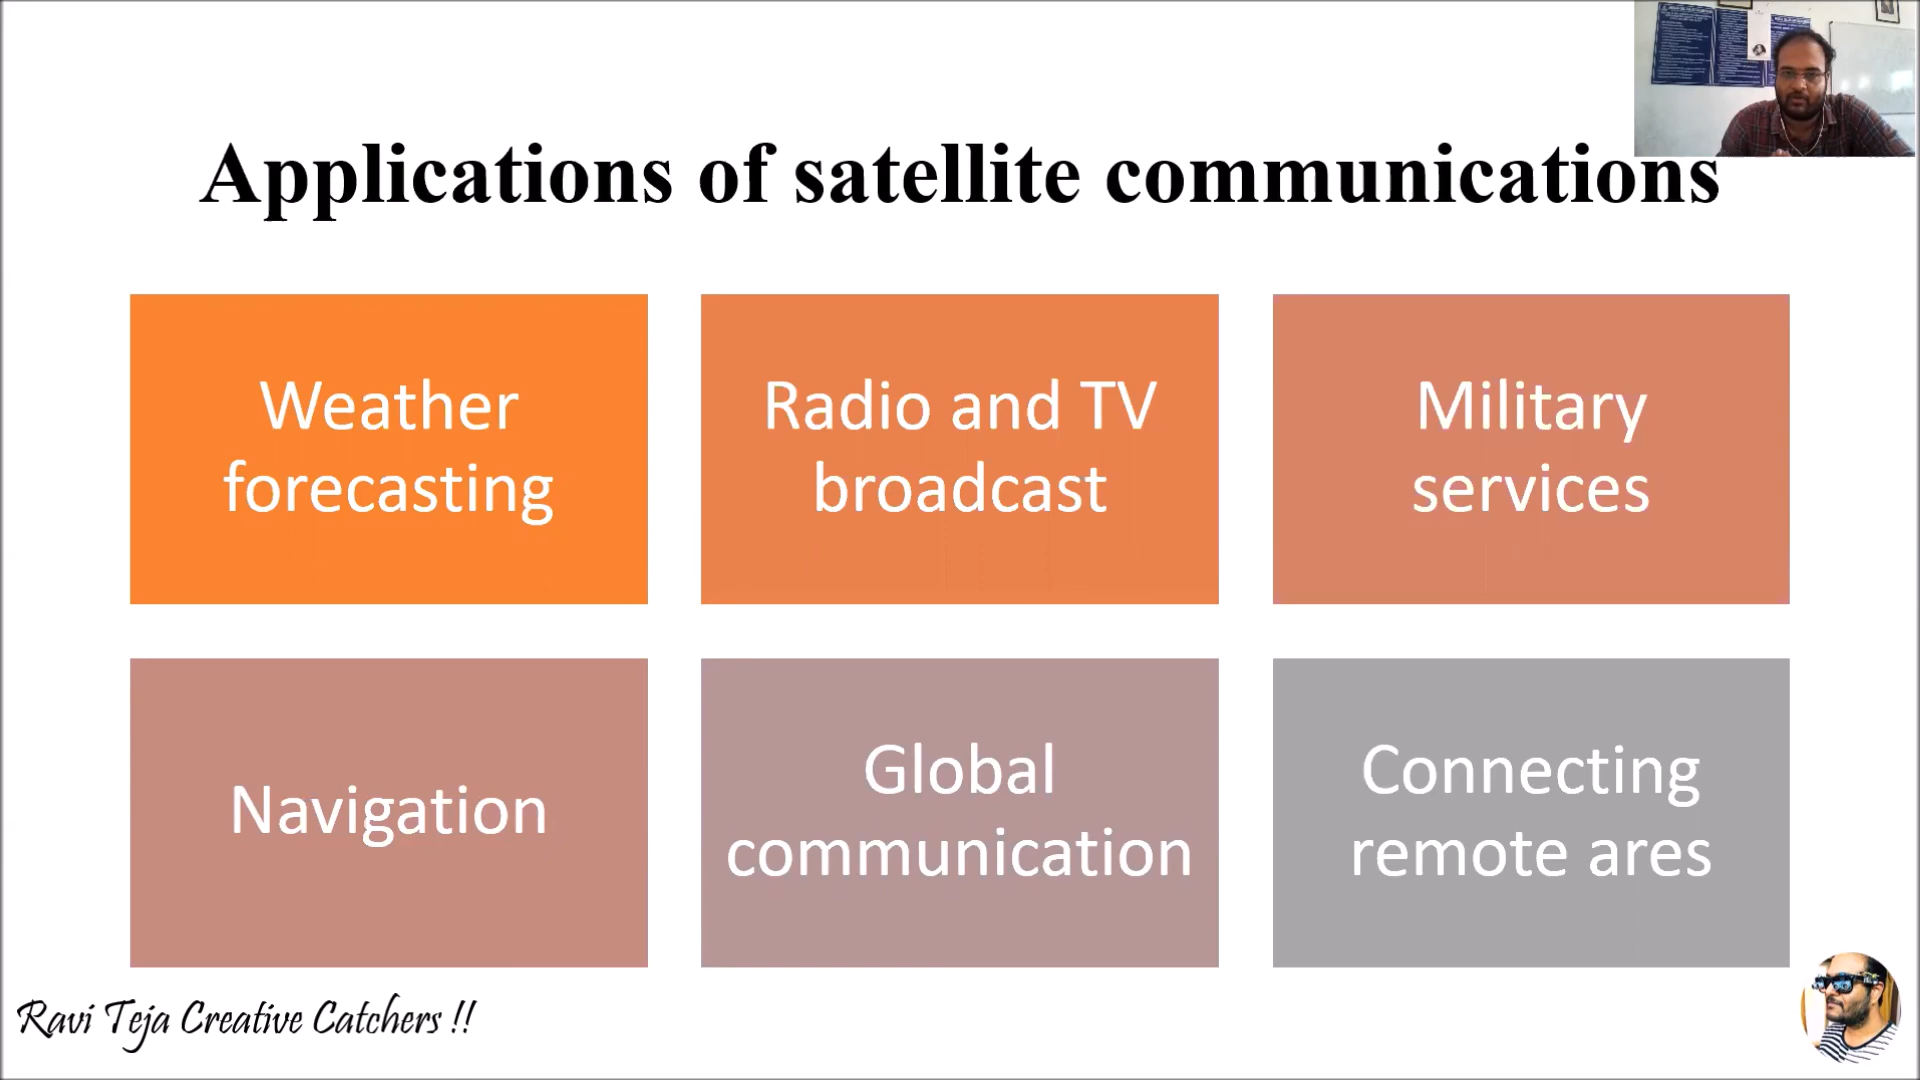 Applications of satellite communications
Weather
forecasting
Radio and TV
broadcast
Military
services
Navigation
Global
communication
Connecting
remote ares
Ravi Teja Creative Catchers !!